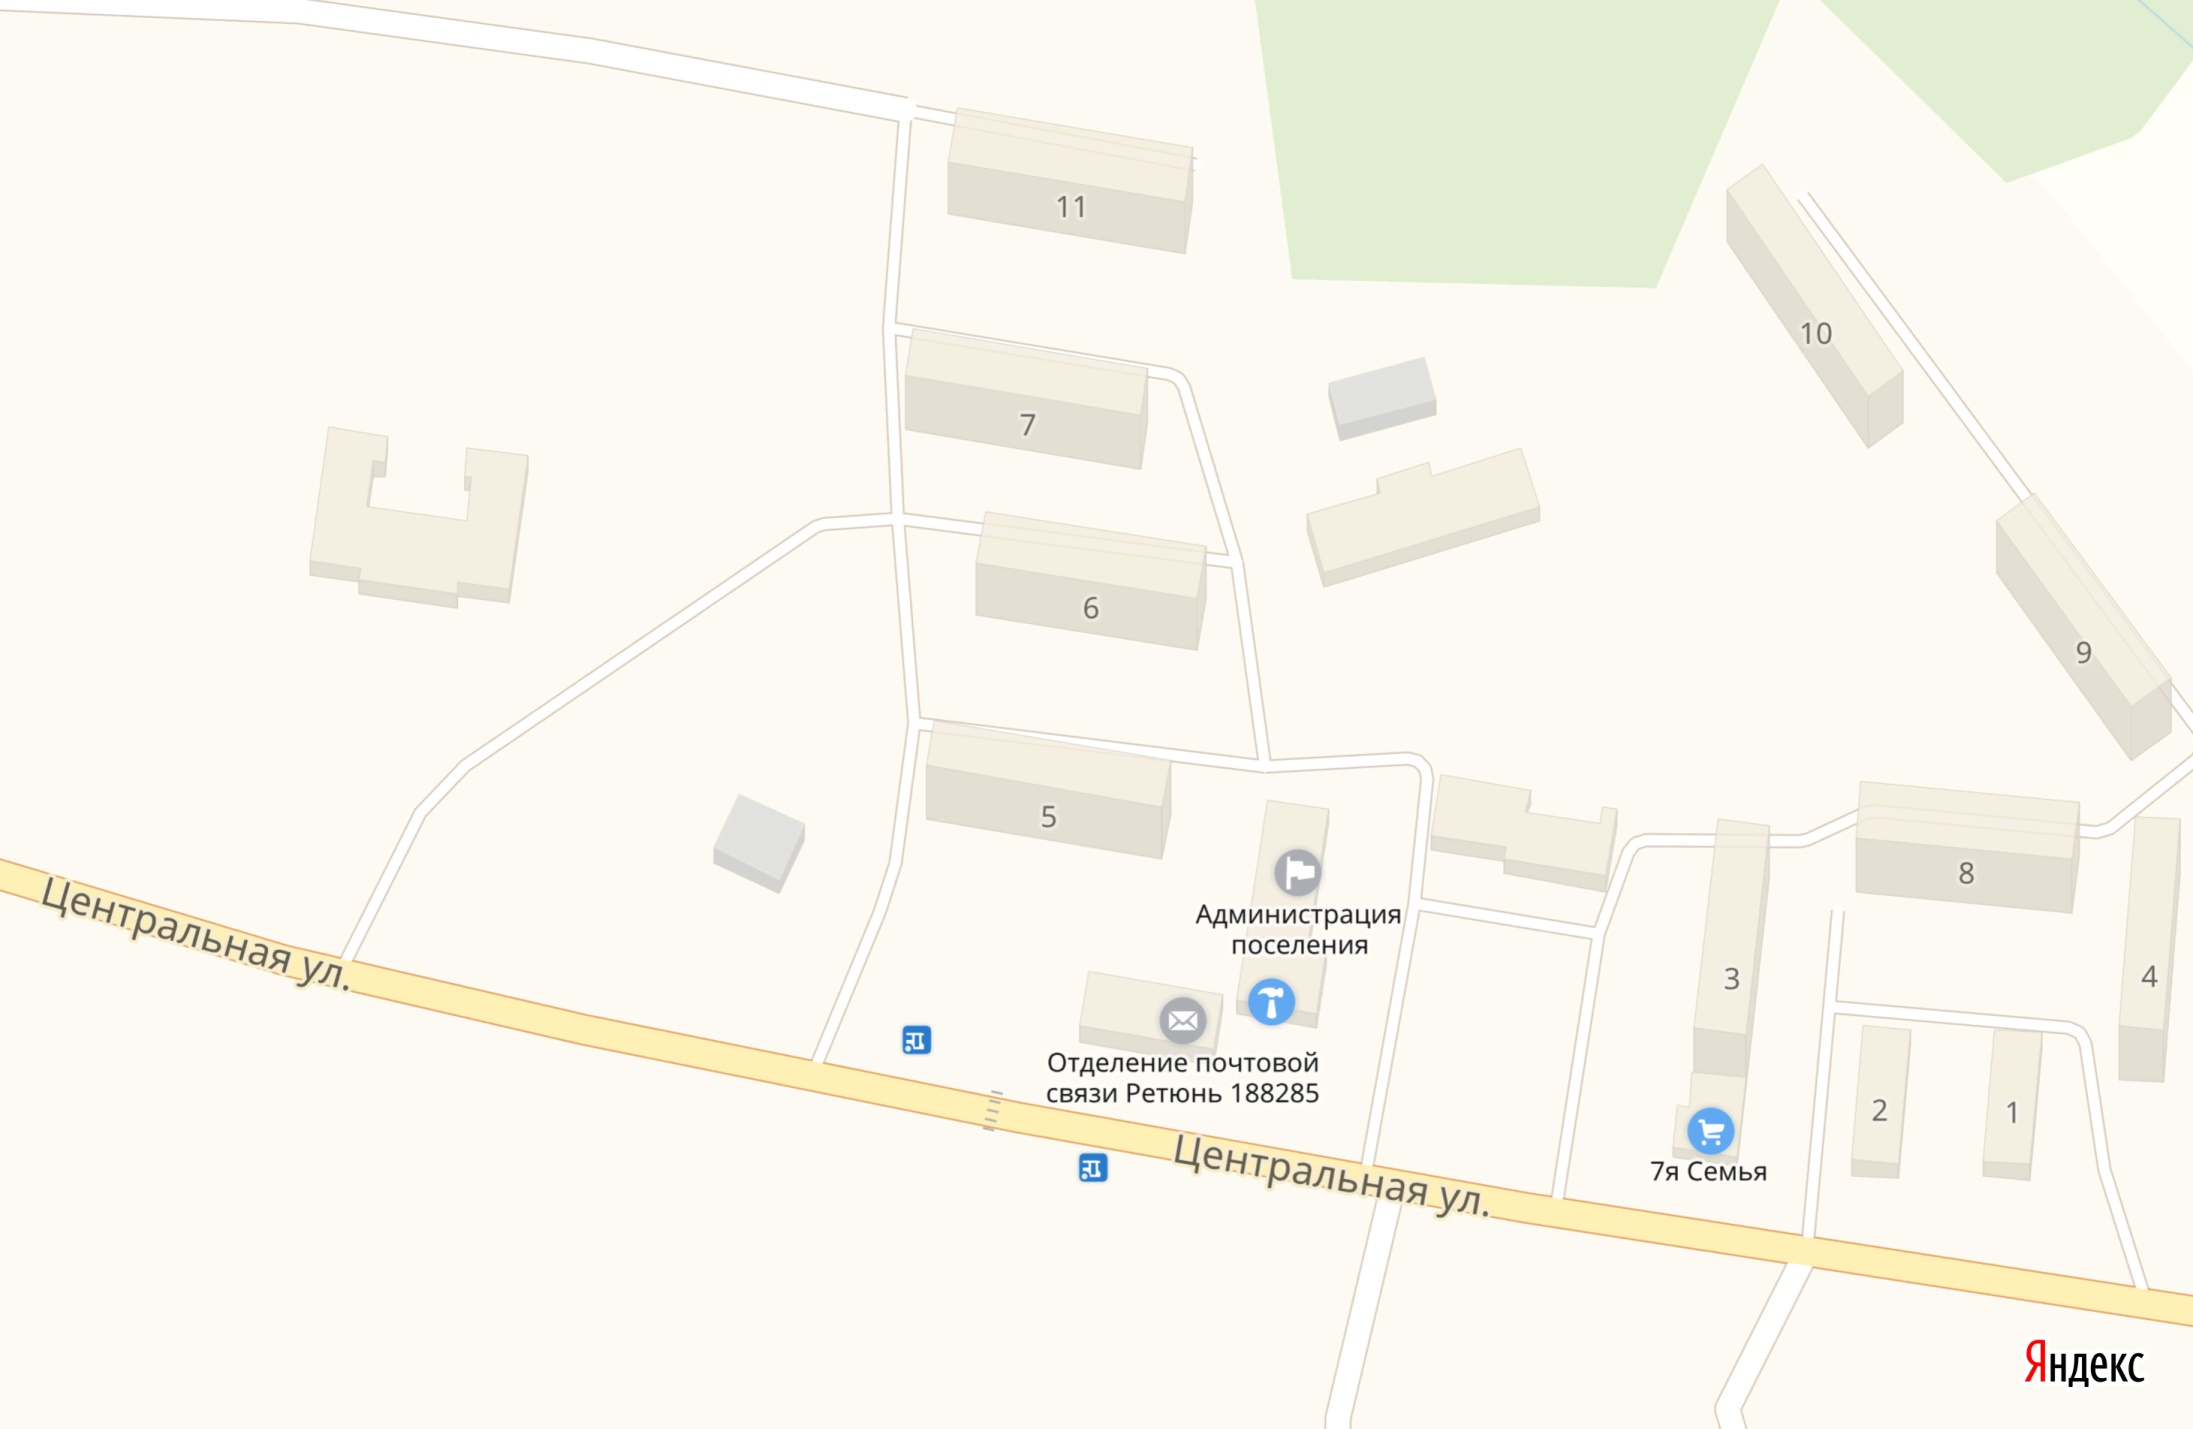 11
10
7
6
9
5
8
Администрация
поселения
3
4
Центральная ул.
Отделение почтовой
связи Ретюнь 188285
2
1
Центральная ул.
7я Семья
Яндекс